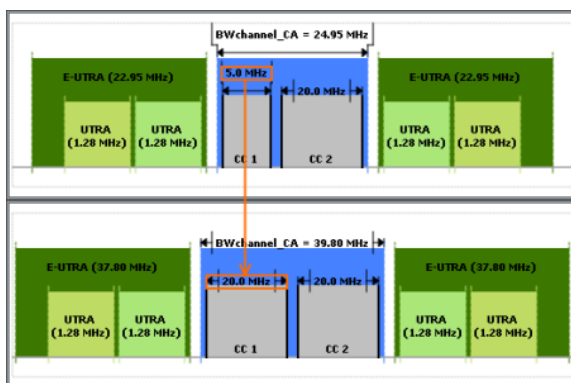 BWchannel_CA = 24.95 MHz
E-UTRA (22.95 MHz)
5.0 MHz
E-UTRA (22.95 MHz)
20.0 MHz
UTRA
(1.28 MHz)
UTRA
(1.28 MHz)
UTRA
(1.28 MHz)
UTRA
(1.28 MHz)
CC 1
CC 2
BWchannel_CA = 39.80 MHz
E-UTRA (37.80 MHz)
E-UTRA (37.80 MHz)
20.0 MHz
20.0 MHz
UTRA
(1.28 MHz)
UTRA
(1.28 MHz)
UTRA
(1.28 MHz)
UTRA
(1.28 MHz)
CC 1
CC 2